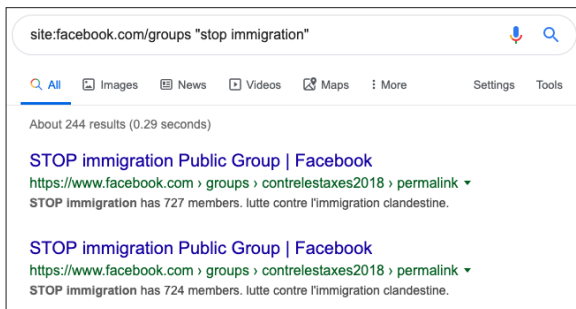 site:facebook.com/groups "stop immigration"
All Images News Videos Maps More Settings Tools
About 244 results (0.29 seconds)
STOP immigration Public Group | Facebook
https://www.facebook.com › groups › contrelestaxes2018 › permalink
STOP immigration has 727 members. lutte contre l'immigration clandestine.
STOP immigration Public Group | Facebook
https://www.facebook.com › groups › contrelestaxes2018 › permalink
STOP immigration has 724 members. lutte contre l'immigration clandestine.